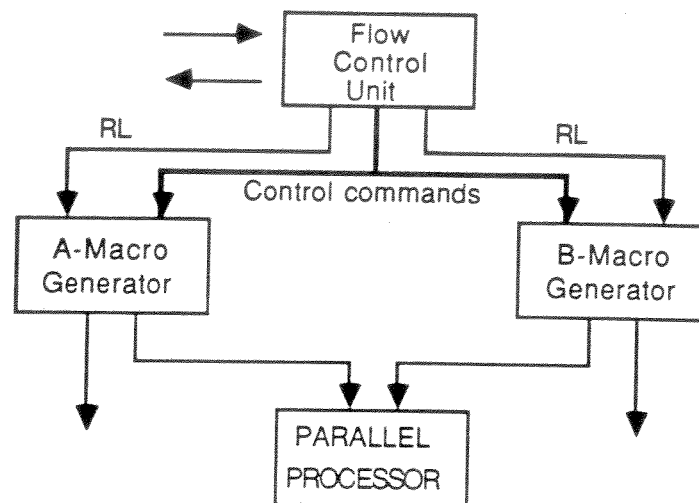 Flow
Control
Unit
RL
RL
Control commands
A-Macro
Generator
B-Macro
Generator
PARALLEL
PROCESSOR